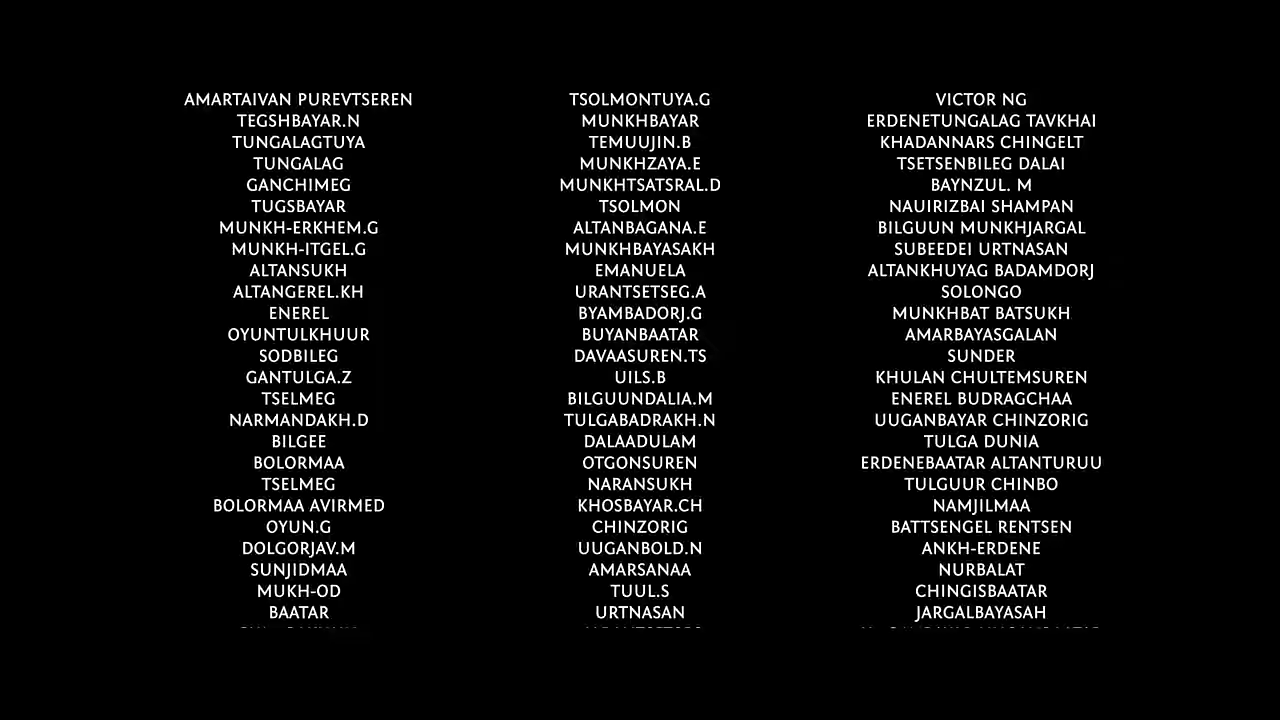 AMARTAIVAN PUREVTSEREN
TEGSHBAYAR.N
TUNGALAGTUYA
TUNGALAG
GANCHIMEG
TUGSBAYAR
MUNKH-ERKHEM.G
MUNKH-ITGEL.G
ALTANSUKH
ALTANGEREL.KH
ENEREL
OYUNTULKHUUR
SODBILEG
GANTULGA.Z
TSELMEG
NARMANDAKH.D
BILGEE
BOLORMAA
TSELMEG
BOLORMAA AVIRMED
OYUN.G
DOLGORJAV.M
SUNJIDMAA
MUKH-OD
BAATAR
TSOLMONTUYA.G
MUNKHBAYAR
TEMUUJIN.B
MUNKHZAYA.E
MUNKHTSATSRAL.D
TSOLMON
ALTANBAGANA.E
MUNKHBAYASAKH
EMANUELA
URANTSETSEG.A
BYAMBADORJ.G
BUYANBAATAR
DAVAASUREN.TS
UILS.B
BILGUUNDALIA.M
TULGABADRAKH.N
DALAADULAM
OTGONSUREN
NARANSUKH
KHOSBAYAR.CH
CHINZORIG
UUGANBOLD.N
AMARSANAA
TUUL.S
URTNASAN
VICTOR NG
ERDENETUNGALAG TAVKHAI
KHADANNARS CHINGELT
TSETSENBILEG DALAI
BAYNZUL. M
NAUIRIZBAI SHAMPAN
BILGUUN MUNKHJARGAL
SUBEEDEI URTNASAN
ALTANKHUYAG BADAMDORJ
SOLONGO
MUNKHBAT BATSUKH
AMARBAYASGALAN
SUNDER
KHULAN CHULTEMSUREN
ENEREL BUDRAGCHAA
UUGANBAYAR CHINZORIG
TULGA DUNIA
ERDENEBAATAR ALTANTURUU
TULGUUR CHINBO
NAMJILMAA
BATTSENGEL RENTSEN
ANKH-ERDENE
NURBALAT
CHINGISBAATAR
JARGALBAYASAH